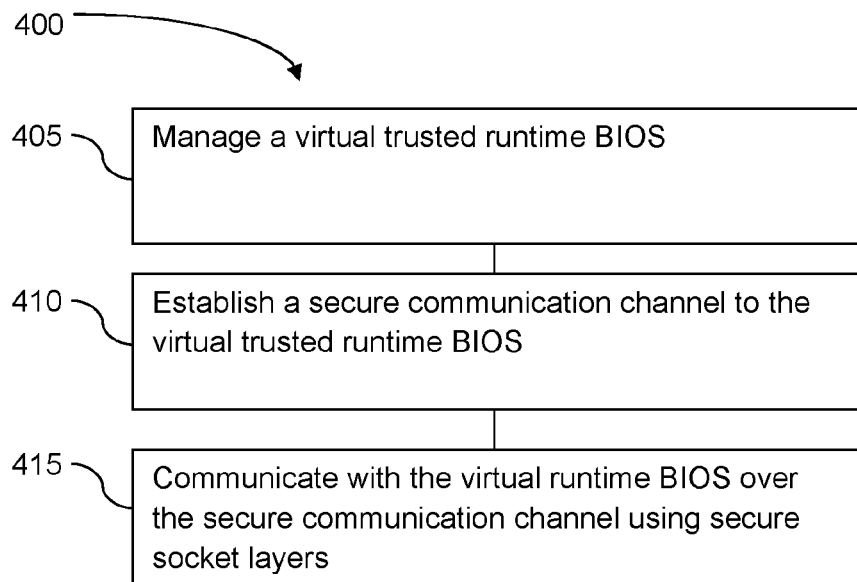 400
405
Manage a virtual trusted runtime BIOS
410
Establish a secure communication channel to the
virtual trusted runtime BIOS
415
Communicate with the virtual runtime BIOS over
the secure communication channel using secure
socket layers